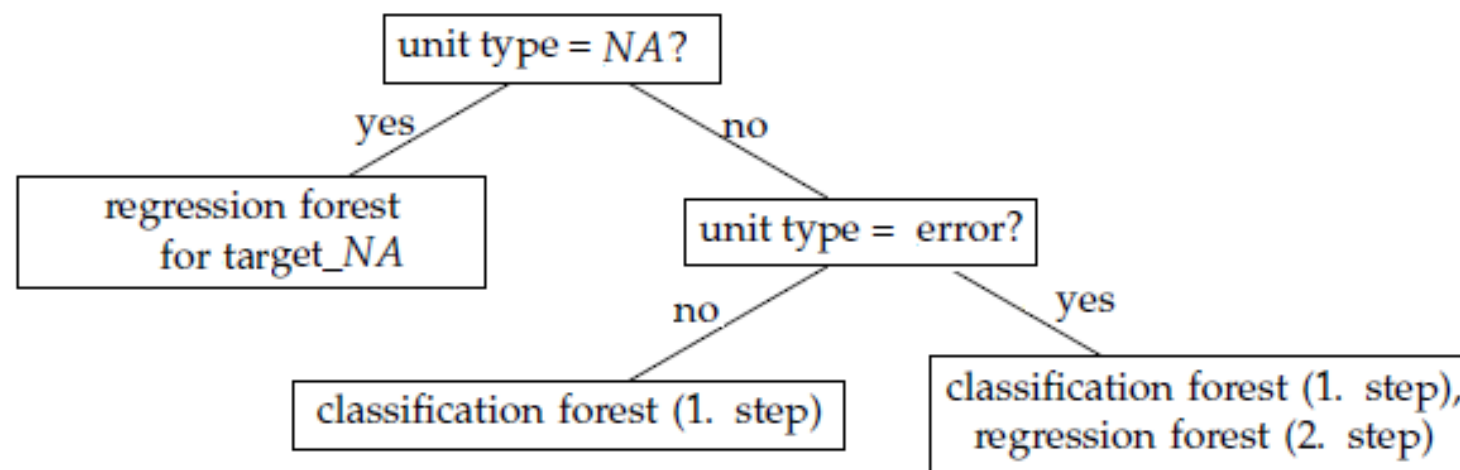 unit type = NA?
yes
no
regression forest
for target_NA
unit type = error?
no
yes
classification forest (1. step)
classification forest (1. step),
regression forest (2. step)